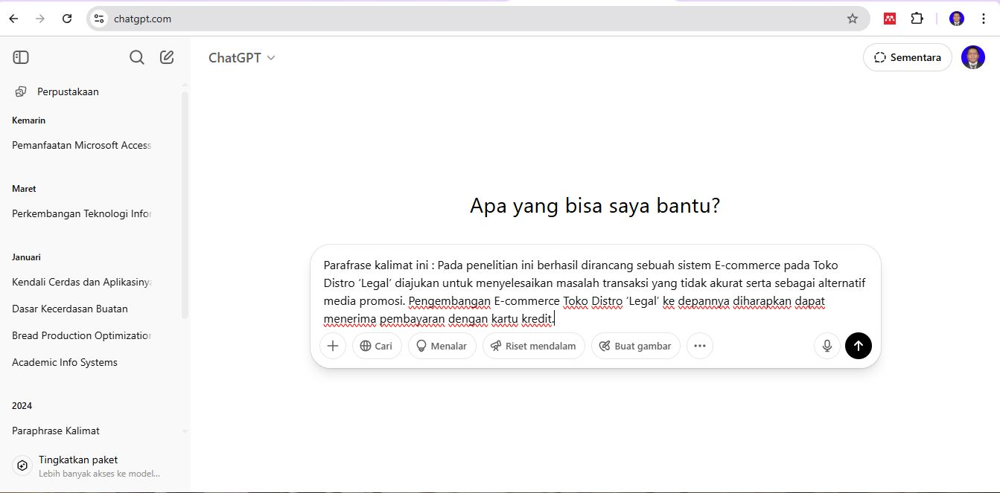 chatgpt.com
ChatGPT
Sementara
Perpustakaan
Kemarin
Pemanfaatan Microsoft Access
Maret
Perkembangan Teknologi Infor
Januari
Kendali Cerdas dan Aplikasinya
Dasar Kecerdasan Buatan
Bread Production Optimization
Academic Info Systems
2024
Paraphrase Kalimat
Tingkatkan paket
Lebih banyak akses ke model...
Apa yang bisa saya bantu?
Parafrase kalimat ini : Pada penelitian ini berhasil dirancang sebuah sistem E-commerce pada Toko
Distro ‘Legal’ diajukan untuk menyelesaikan masalah transaksi yang tidak akurat serta sebagai alternatif
media promosi. Pengembangan E-commerce Toko Distro ‘Legal’ ke depannya diharapkan dapat
menerima pembayaran dengan kartu kredit.
Cari
Menalar
Riset mendalam
Buat gambar